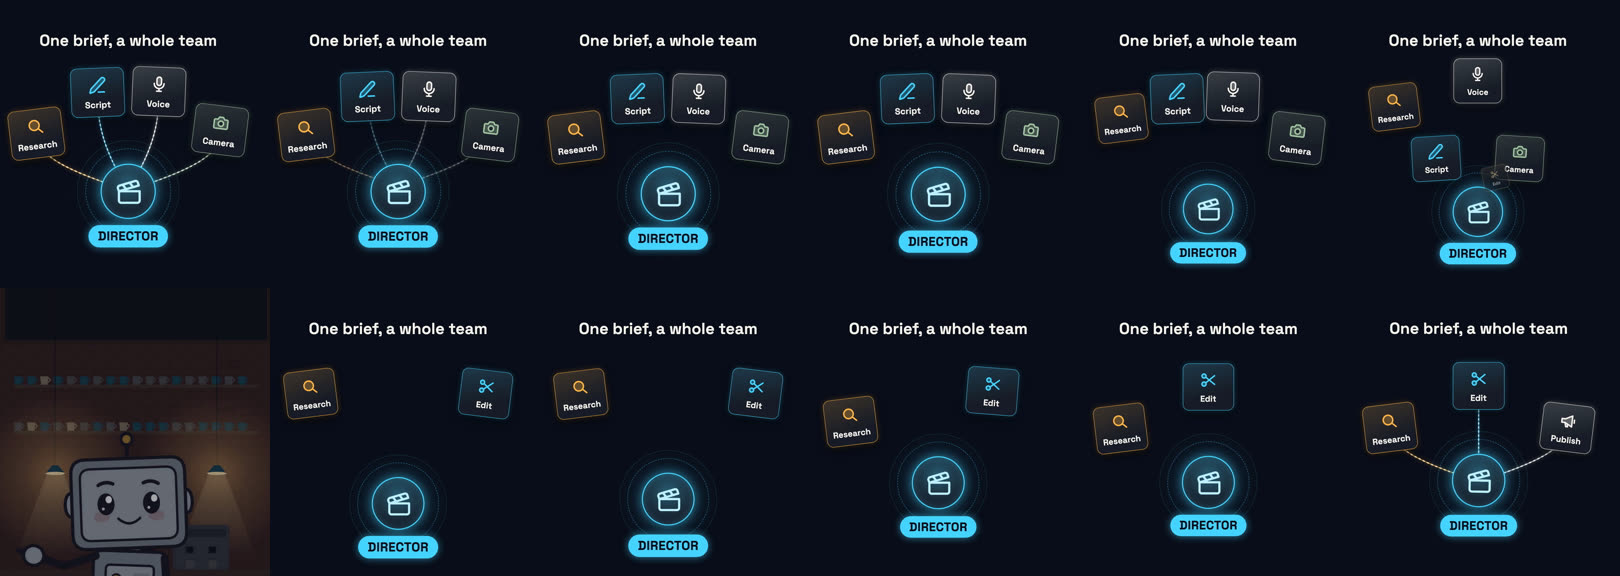 One brief, a whole team
Script
Voice
Research
Camera
DIRECTOR
One brief, a whole team
Script
Voice
Research
Camera
DIRECTOR
One brief, a whole team
Script
Voice
Research
Camera
DIRECTOR
One brief, a whole team
Script
Voice
Research
Camera
DIRECTOR
One brief, a whole team
Script
Voice
Research
Camera
DIRECTOR
One brief, a whole team
Voice
Research
Script
Camera
DIRECTOR
One brief, a whole team
Research
Edit
DIRECTOR
One brief, a whole team
Research
Edit
DIRECTOR
One brief, a whole team
Edit
Research
DIRECTOR
One brief, a whole team
Edit
Research
DIRECTOR
One brief, a whole team
Edit
Research
Publish
DIRECTOR